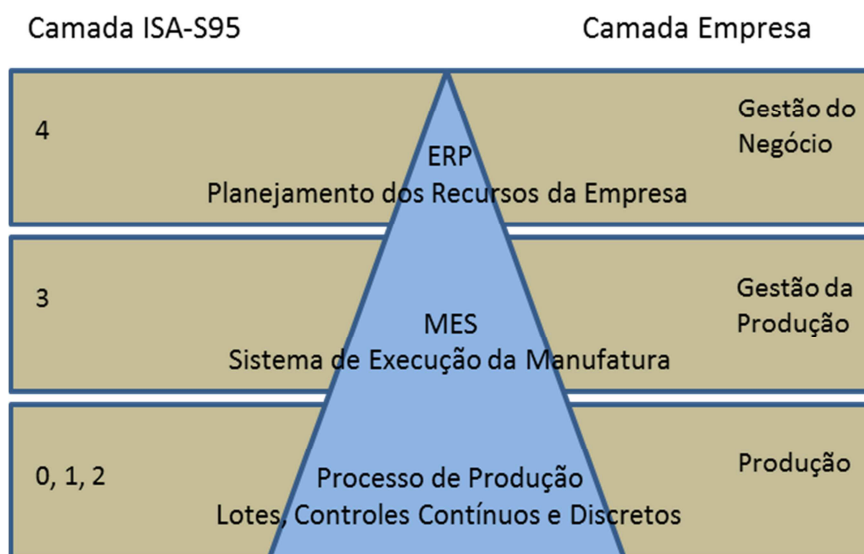 Camada ISA-S95
Camada Empresa
4
Gestão do
Negócio
ERP
Planejamento dos Recursos da Empresa
3
Gestão da
Produção
MES
Sistema de Execução da Manufatura
0, 1, 2
Produção
Processo de Produção
Lotes, Controles Contínuos e Discretos